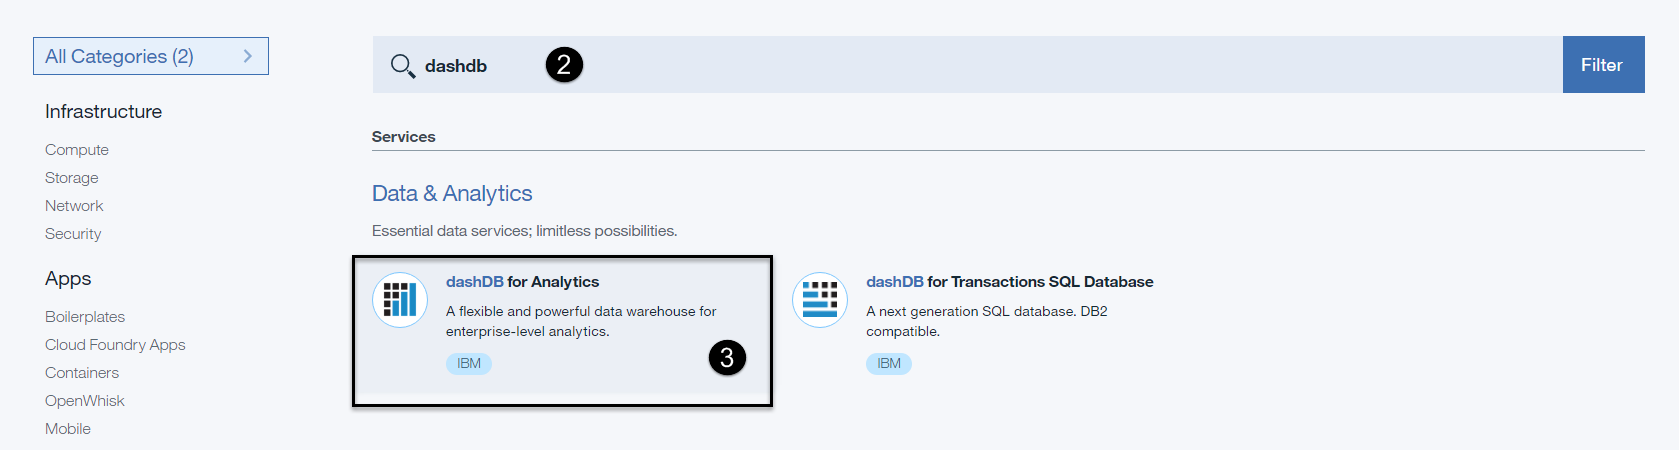 All Categories (2)
Infrastructure
Compute
Storage
Network
Security
Apps
Boilerplates
Cloud Foundry Apps
Containers
OpenWhisk
Mobile
dashdb
2
Filter
Services
Data & Analytics
Essential data services; limitless possibilities.
dashDB for Analytics
A flexible and powerful data warehouse for
enterprise-level analytics.
IBM
3
dashDB for Transactions SQL Database
A next generation SQL database. DB2
compatible.
IBM